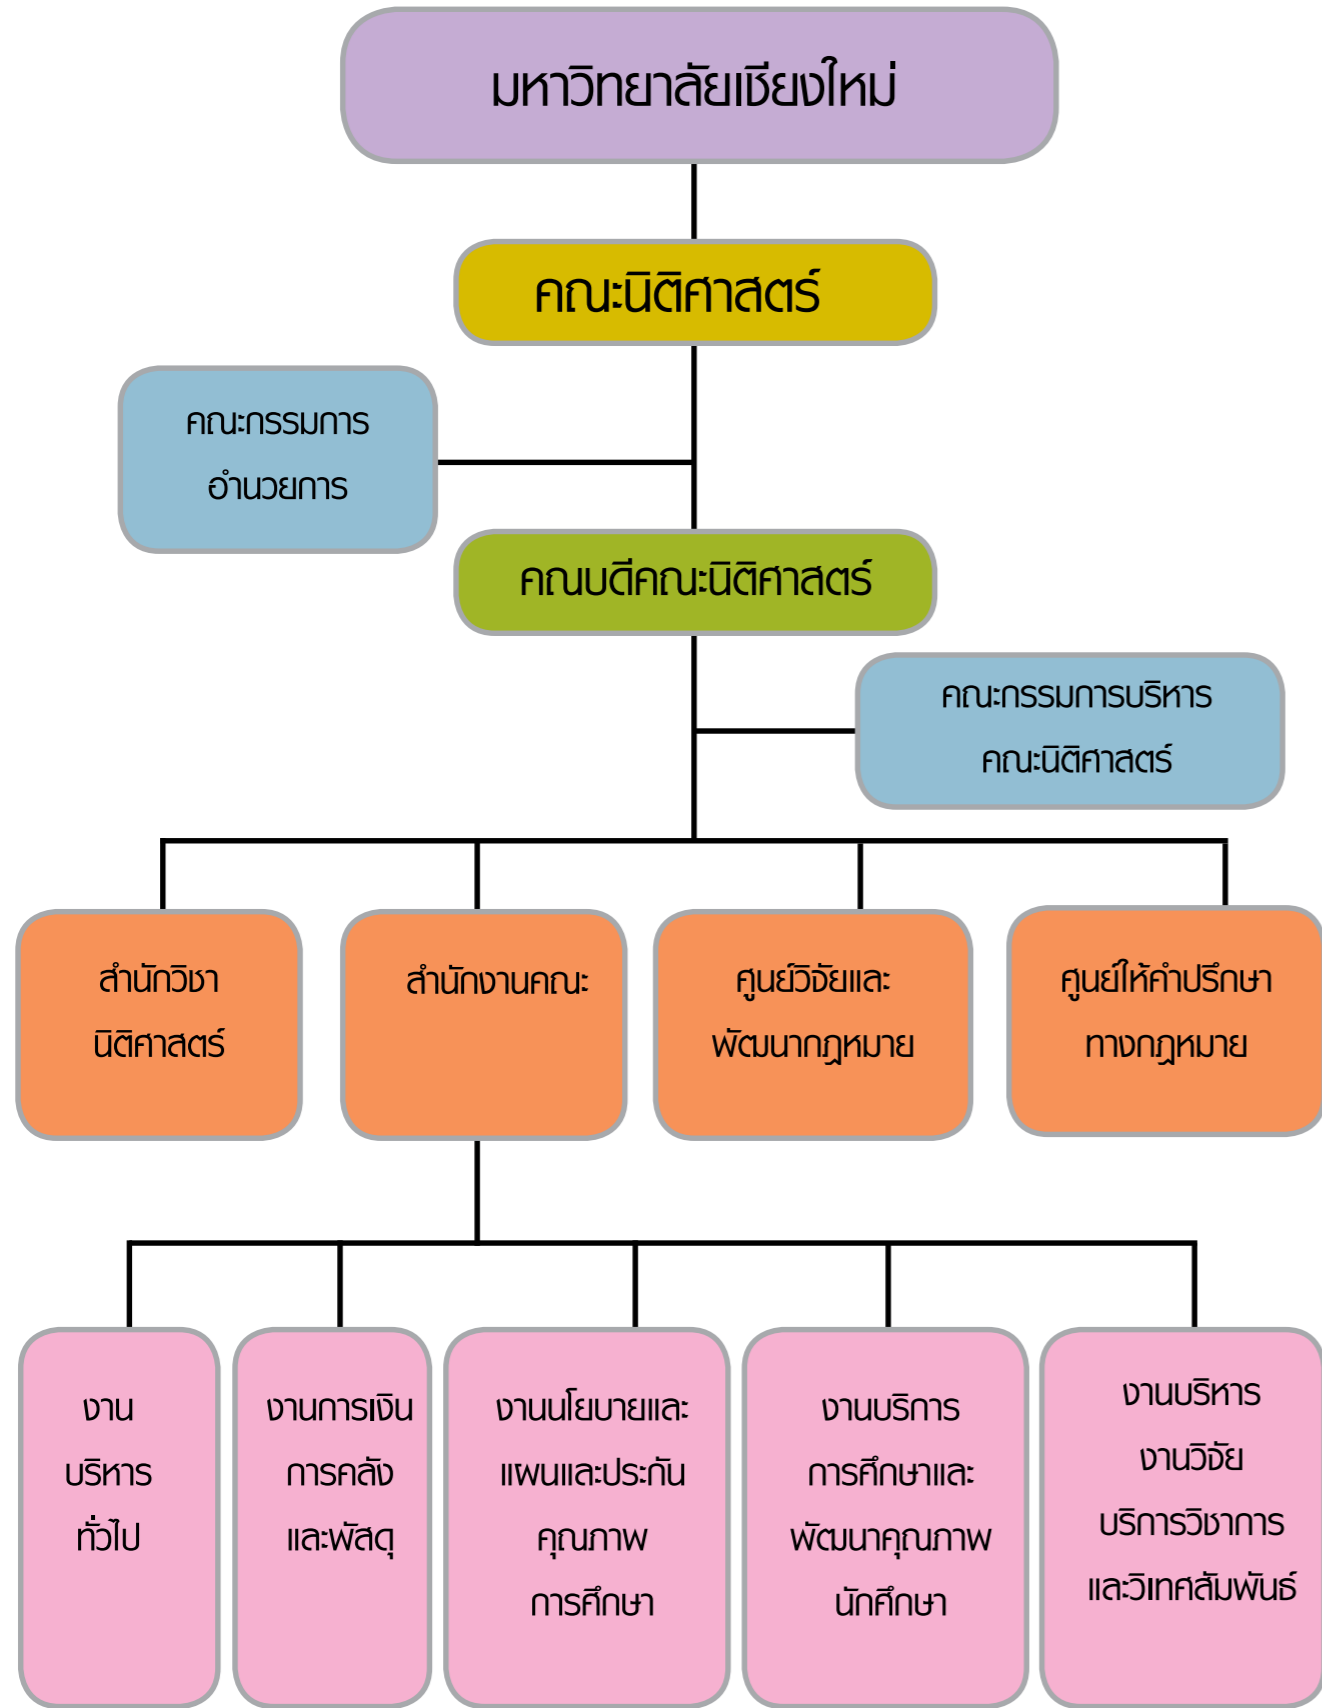 มหาวิทยาลัยเชียงใหม่
คณะนิติศาสตร์
คณะกรรมการ
อำนวยการ
คณบดีคณะนิติศาสตร์
คณะกรรมการบริหาร
คณะนิติศาสตร์
สำนักวิชา
นิติศาสตร์
สำนักงานคณะ
ศูนย์วิจัยและ
พัฒนากฎหมาย
ศูนย์ให้คำปรึกษา
ทางกฎหมาย
งาน
บริหาร
ทั่วไป
งานการเงิน
การคลัง
และพัสดุ
งานนโยบายและ
แผนและประกัน
คุณภาพ
การศึกษา
งานบริการ
การศึกษาและ
พัฒนาคุณภาพ
นักศึกษา
งานบริหาร
งานวิจัย
บริการวิชาการ
และวิเทศสัมพันธ์